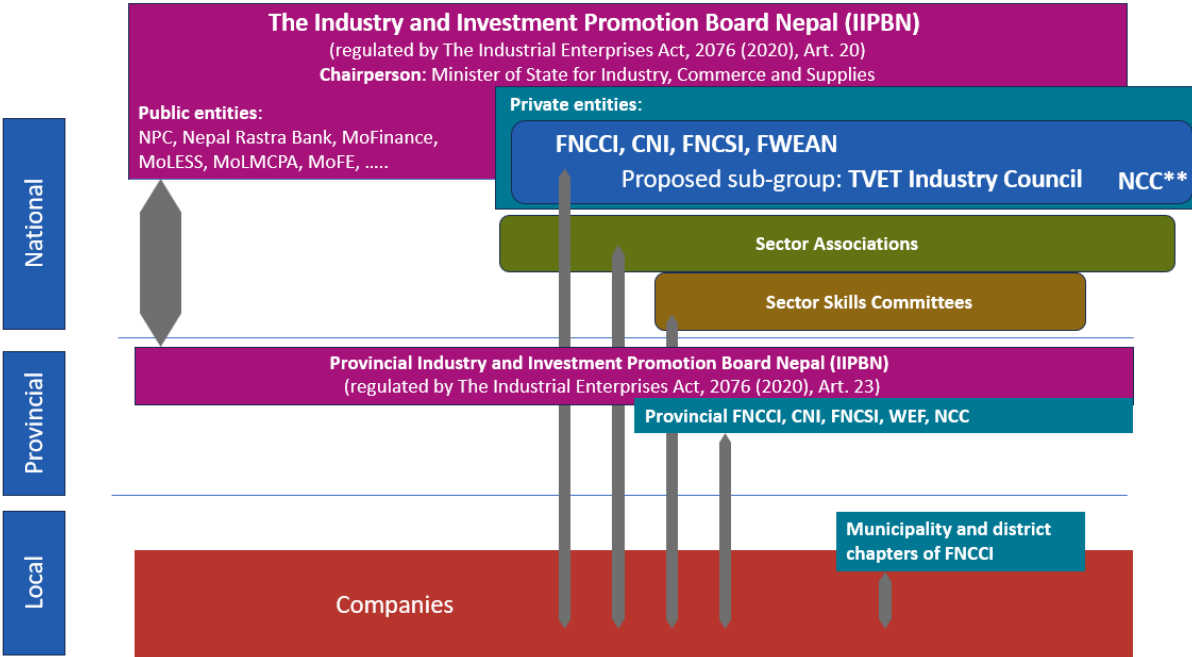 The Industry and Investment Promotion Board Nepal (IIPBN)
(regulated by The Industrial Enterprises Act, 2076 (2020), Art. 20)
Chairperson: Minister of State for Industry, Commerce and Supplies
Public entities:
NPC, Nepal Rastra Bank, MoFinance,
MoLESS, MoLMCPA, MoFE, .....
Private entities:
FNCCI, CNI, FNCSI, FWEAN
Proposed sub-group: TVET Industry Council NCC**
National
Sector Associations
Sector Skills Committees
Provincial
Provincial Industry and Investment Promotion Board Nepal (IIPBN)
(regulated by The Industrial Enterprises Act, 2076 (2020), Art. 23)
Provincial FNCCI, CNI, FNCSI, WEF, NCC
Local
Municipality and district
chapters of FNCCI
Companies